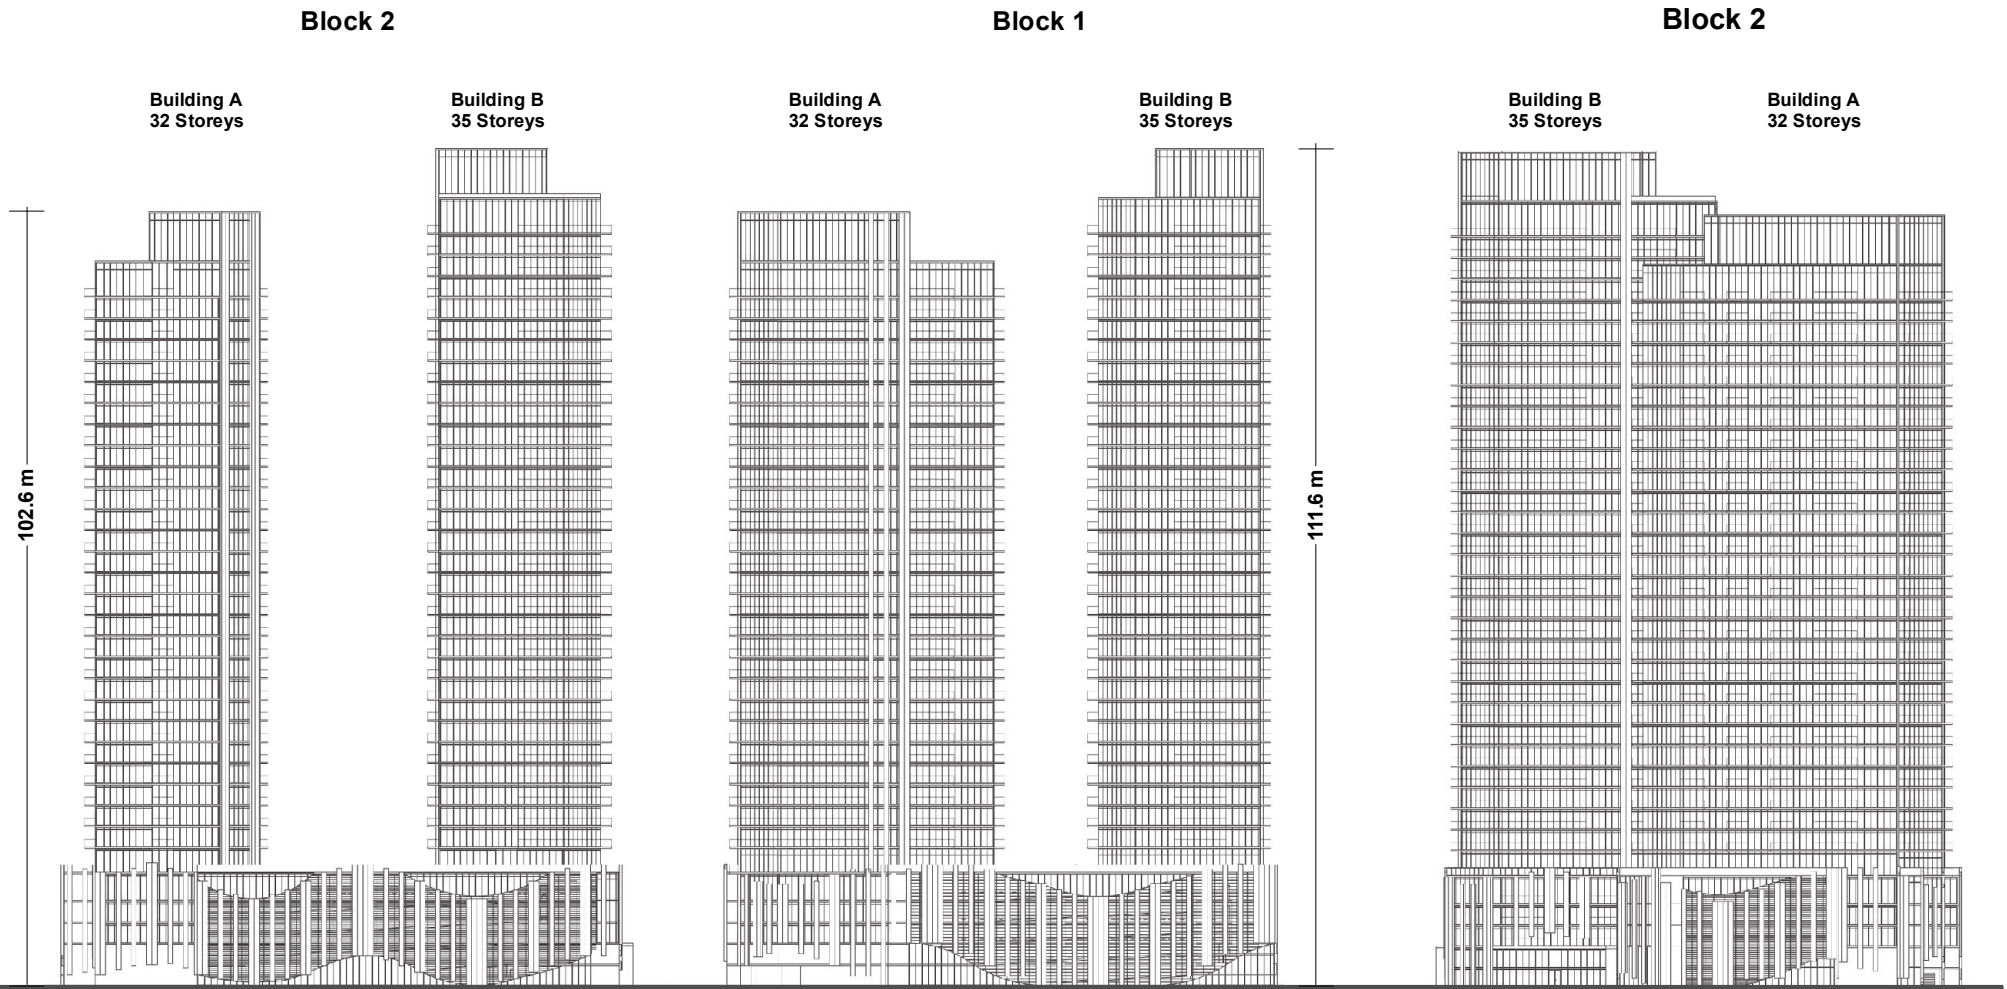 Block 2
Block 1
Block 2
Building A
32 Storeys
Building B
35 Storeys
Building A
32 Storeys
Building B
35 Storeys
Building B
35 Storeys
Building A
32 Storeys
102.6 m
111.6 m